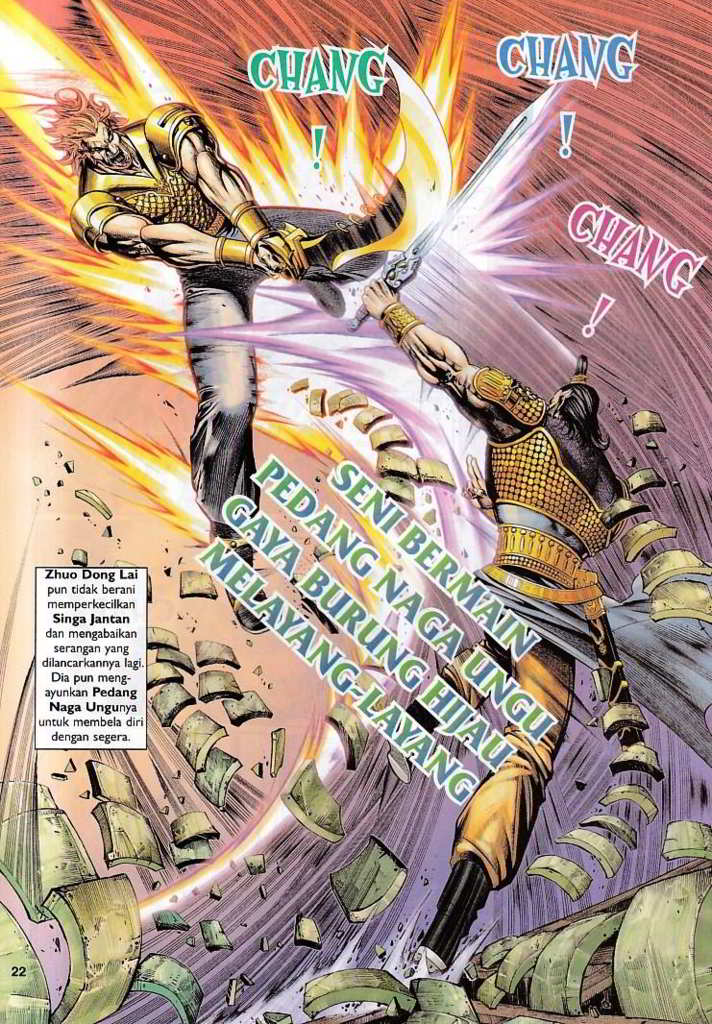 CHANG
!
CHANG
!
CHANG
!
SENI BERMAIN
PEDANG NAGA UNGU
GAYA BURUNG HIJAU
MELAYANG-LAYANG
Zhuo Dong Lai
pun tidak berani
memperkecilkan
Singa Jantan
dan mengabaikan
serangan yang
dilancarkannya lagi.
Dia pun meng-
ayunkan Pedang
Naga Ungunya
untuk membela diri
dengan segera.
22